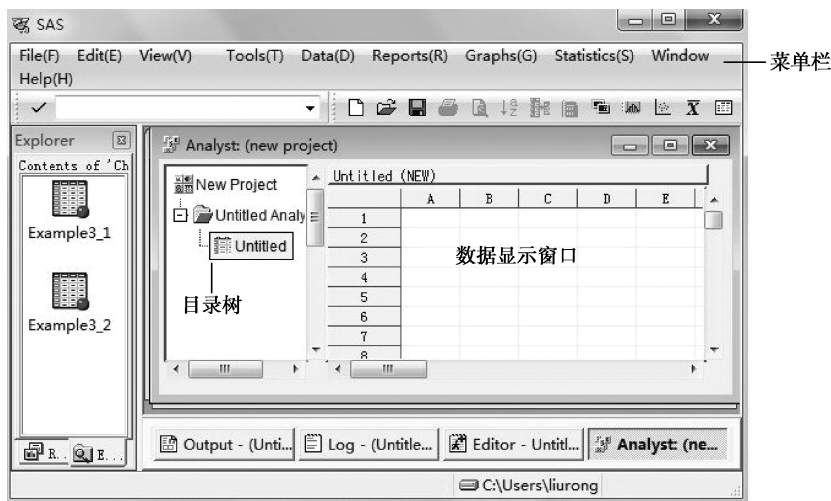 SAS
File(F) Edit(E) View(V) Tools(T) Data(D) Reports(R) Graphs(G) Statistics(S) Window
Help(H)
菜单栏
Explorer
Contents of 'Ch
Example3_1
Example3_2
R..
E...
Analyst: (new project)
New Project
Untitled Analy
Untitled
目录树
Untitled (NEW)
A B C D E
1
2
3
4
5
6
7
8
数据显示窗口
Output - (Unti...
Log - (Untitle...
Editor - Untitl...
Analyst: (ne...
C:\Users\liurong